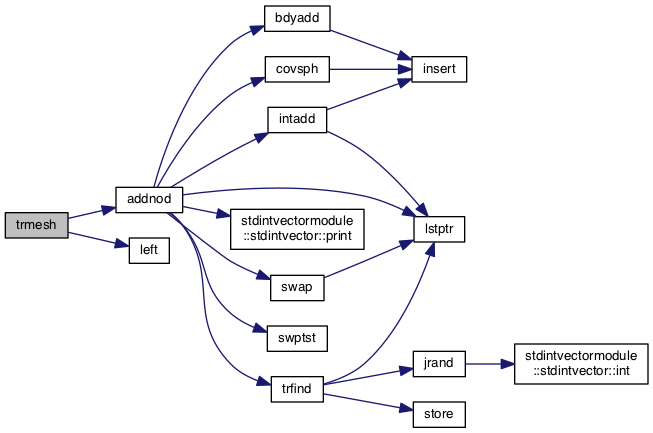 bdyadd
covsph
insert
intadd
addnod
trmesh
left
stdintvectormodule
::stdintvector::print
lstptr
swap
swptst
trfind
jrand
stdintvectormodule
::stdintvector::int
store